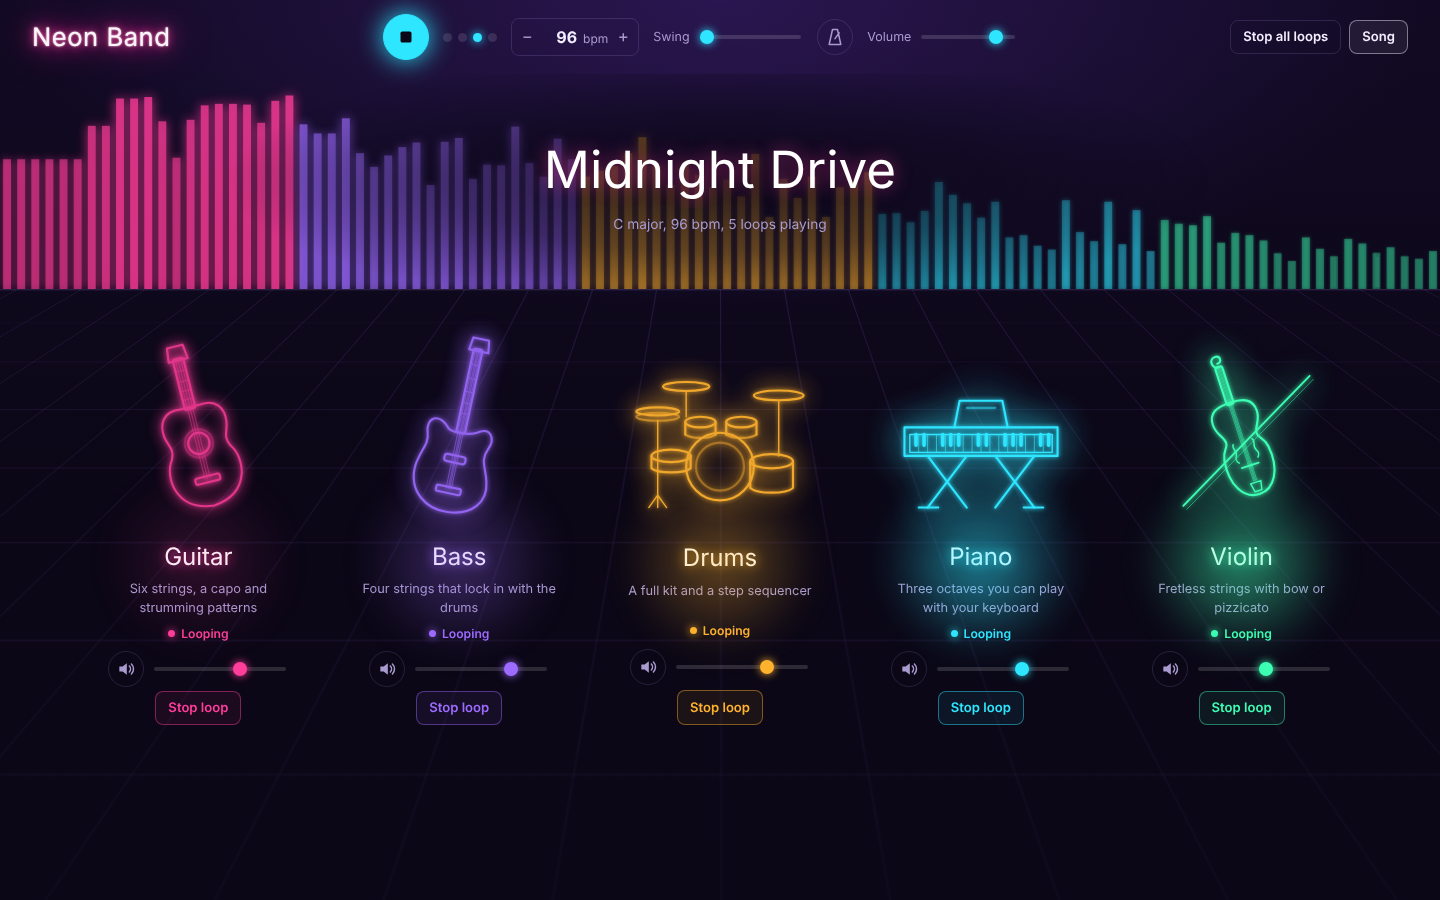 Neon Band
− 96 bpm +
Swing
Volume
Stop all loops
Song
Midnight Drive
C major, 96 bpm, 5 loops playing
Guitar
Six strings, a capo and
strumming patterns
Looping
Stop loop
Bass
Four strings that lock in with the
drums
Looping
Stop loop
Drums
A full kit and a step sequencer
Looping
Stop loop
Piano
Three octaves you can play
with your keyboard
Looping
Stop loop
Violin
Fretless strings with bow or
pizzicato
Looping
Stop loop